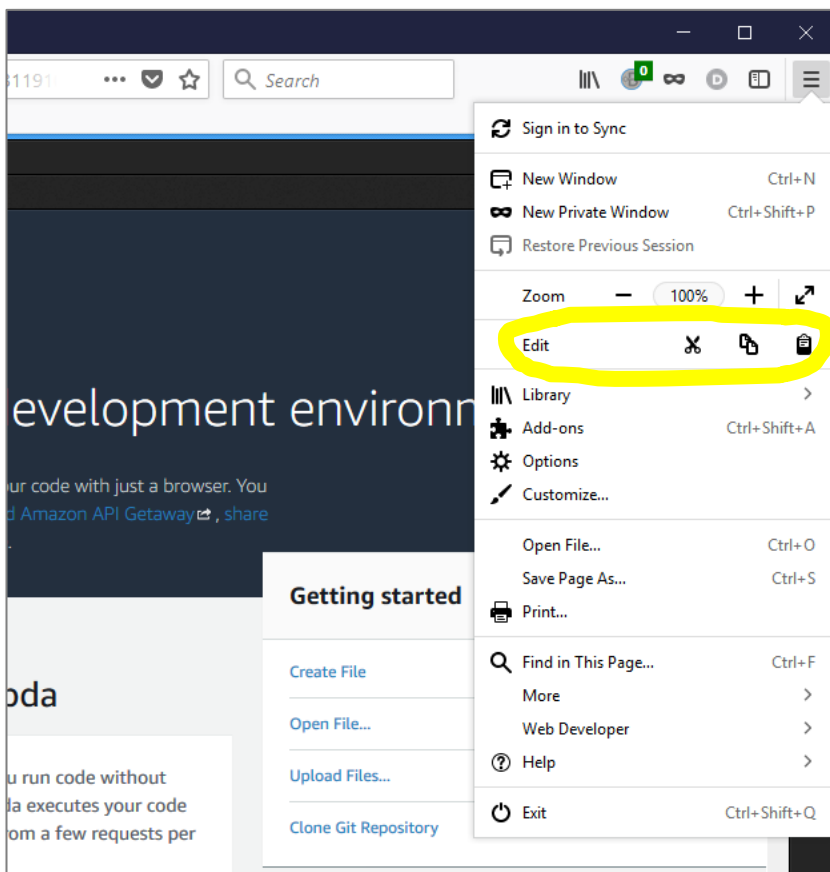 31191
Search
0
Sign in to Sync
New Window Ctrl+N
New Private Window Ctrl+Shift+P
Restore Previous Session
Zoom 100%
Edit
Library
Add-ons Ctrl+Shift+A
Options
Customize...
Open File... Ctrl+O
Save Page As... Ctrl+S
Print...
Find in This Page... Ctrl+F
More
Web Developer
Help
Exit Ctrl+Shift+Q
evelopment environ
ur code with just a browser. You
d Amazon API Getaway , share
.
Getting started
Create File
Open File...
Upload Files...
Clone Git Repository
bda
u run code without
da executes your code
rom a few requests per